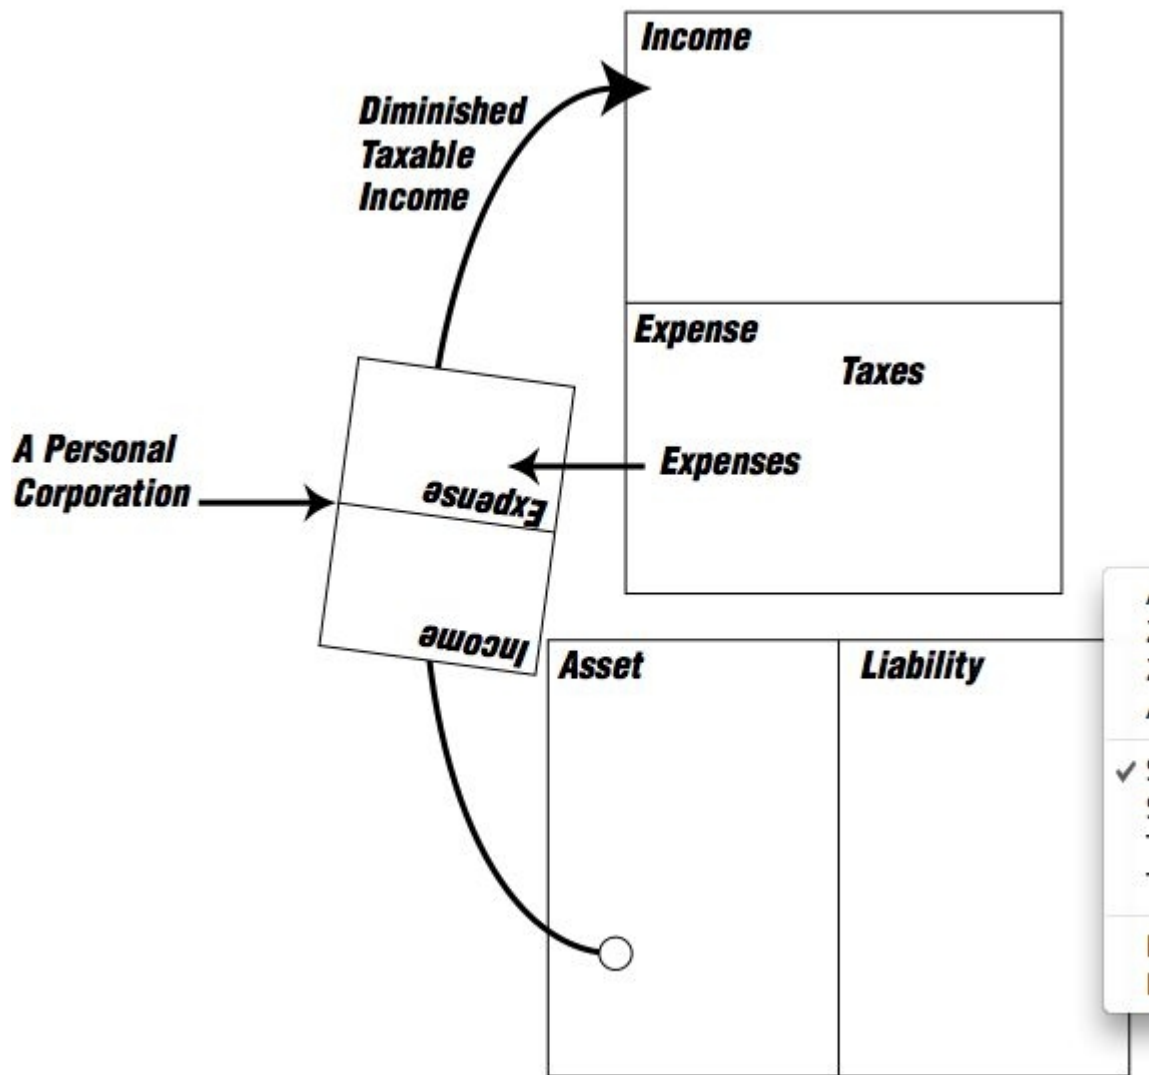 Income
Diminished
Taxable
Income
Expense
Taxes
A Personal
Corporation
Expenses
Expense
Income
Asset
Liability